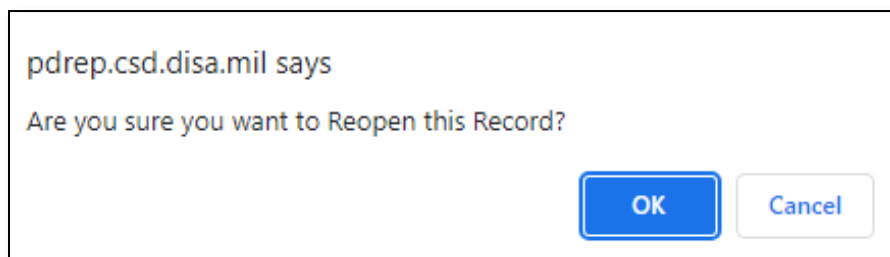 pdrep.csd.disa.mil says
Are you sure you want to Reopen this Record?
OK Cancel